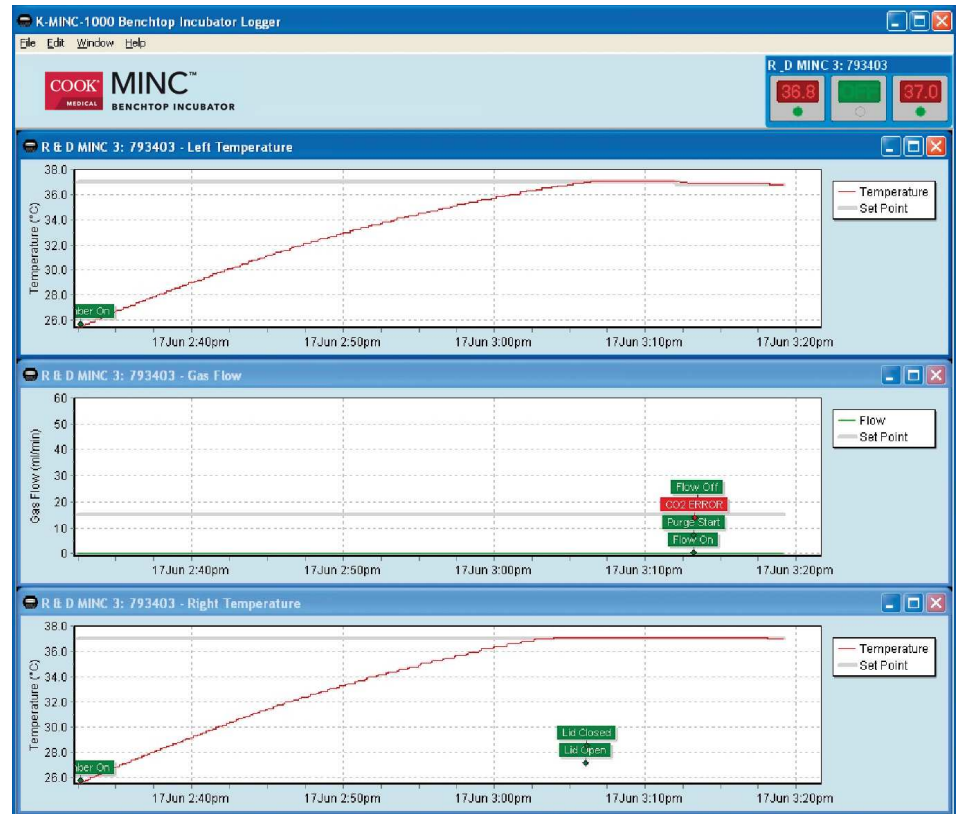 K-MINC-1000 Benchtop Incubator Logger
File Edit Window Help
COOK®
MEDICAL
MINC™
BENCHTOP INCUBATOR
R_D MINC 3: 793403
36.8
37.0
R & D MINC 3: 793403 - Left Temperature
Temperature (°C)
38.0
36.0
34.0
32.0
30.0
28.0
26.0
ber On
17Jun 2:40pm 17Jun 2:50pm 17Jun 3:00pm 17Jun 3:10pm 17Jun 3:20pm
Temperature
Set Point
R & D MINC 3: 793403 - Gas Flow
Gas Flow (ml/min)
60
50
40
30
20
10
0
Flow Off
CO2 ERROR
Purge Start
Flow On
17Jun 2:40pm 17Jun 2:50pm 17Jun 3:00pm 17Jun 3:10pm 17Jun 3:20pm
Flow
Set Point
R & D MINC 3: 793403 - Right Temperature
Temperature (°C)
38.0
36.0
34.0
32.0
30.0
28.0
26.0
ber On
Lid Closed
Lid Open
17Jun 2:40pm 17Jun 2:50pm 17Jun 3:00pm 17Jun 3:10pm 17Jun 3:20pm
Temperature
Set Point